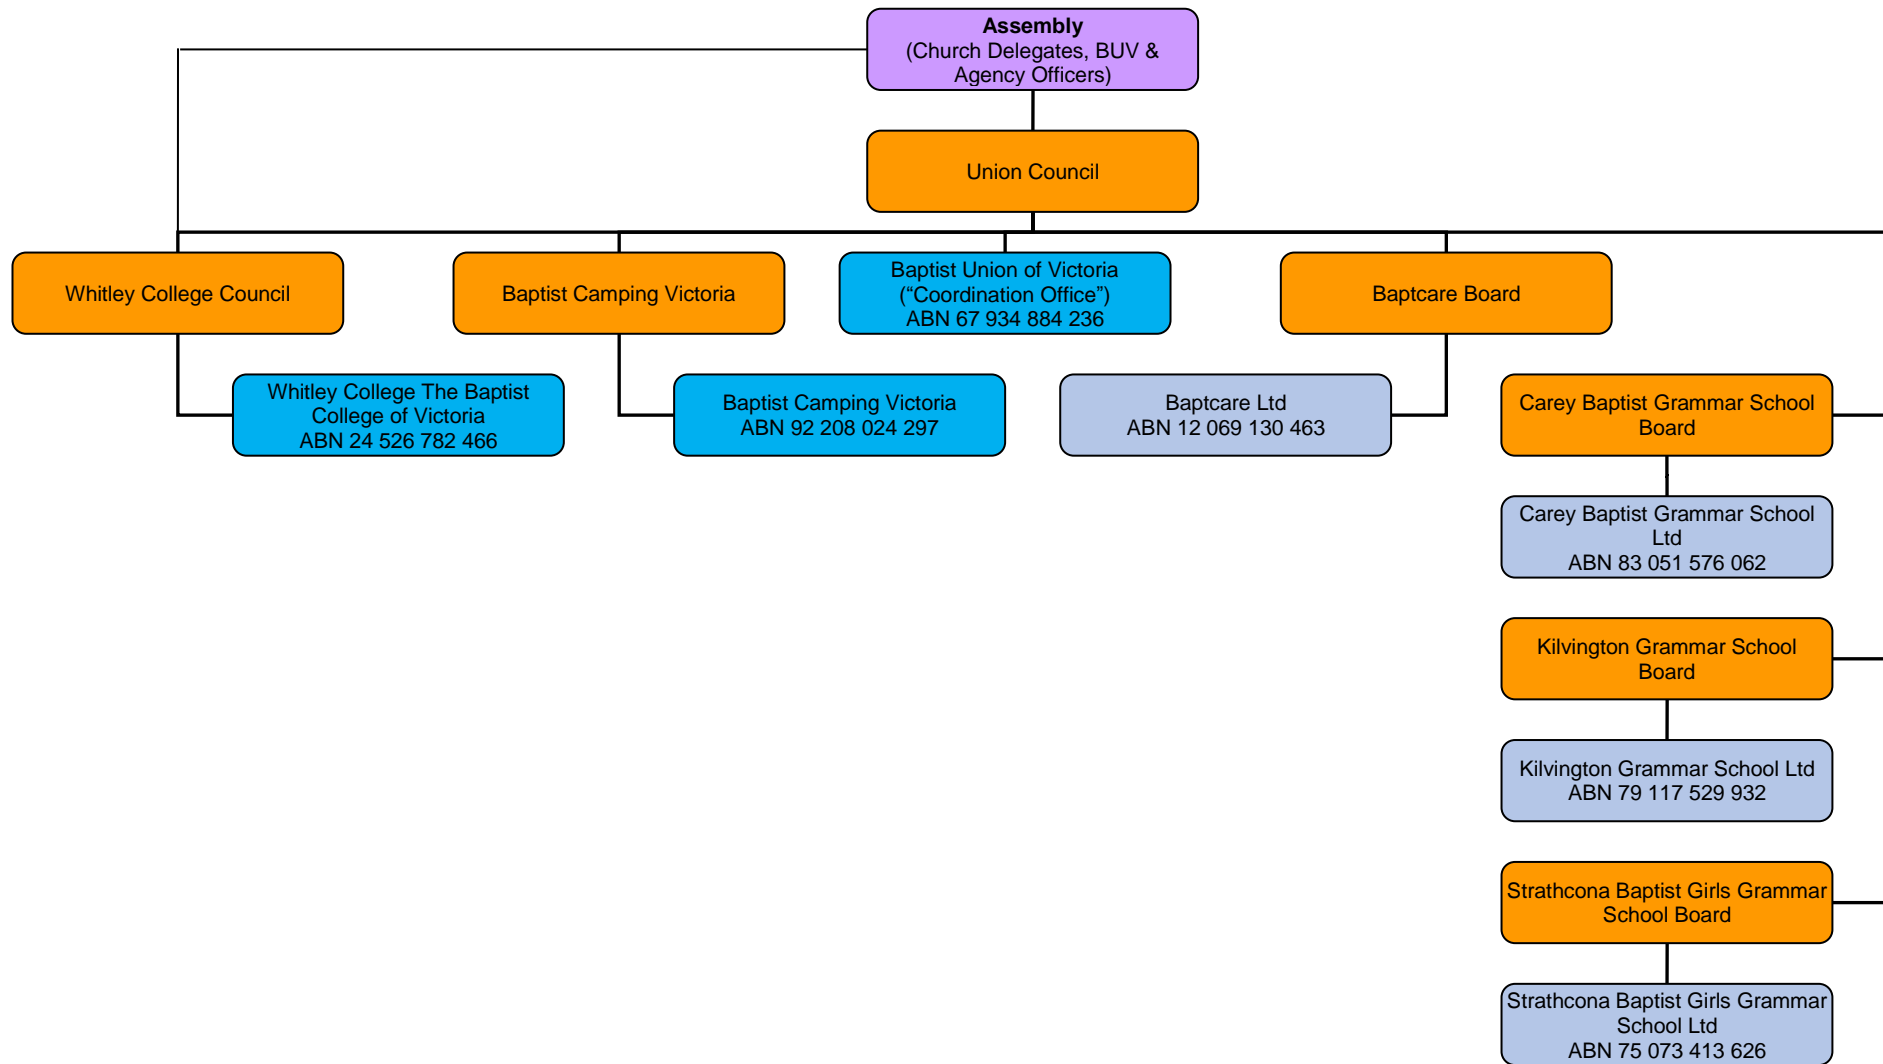 Assembly
(Church Delegates, BUV &
Agency Officers)
Union Council
Whitley College Council
Baptist Camping Victoria
Baptist Union of Victoria
(“Coordination Office”)
ABN 67 934 884 236
Baptcare Board
Whitley College The Baptist
College of Victoria
ABN 24 526 782 466
Baptist Camping Victoria
ABN 92 208 024 297
Baptcare Ltd
ABN 12 069 130 463
Carey Baptist Grammar School
Board
Carey Baptist Grammar School
Ltd
ABN 83 051 576 062
Kilvington Grammar School
Board
Kilvington Grammar School Ltd
ABN 79 117 529 932
Strathcona Baptist Girls Grammar
School Board
Strathcona Baptist Girls Grammar
School Ltd
ABN 75 073 413 626